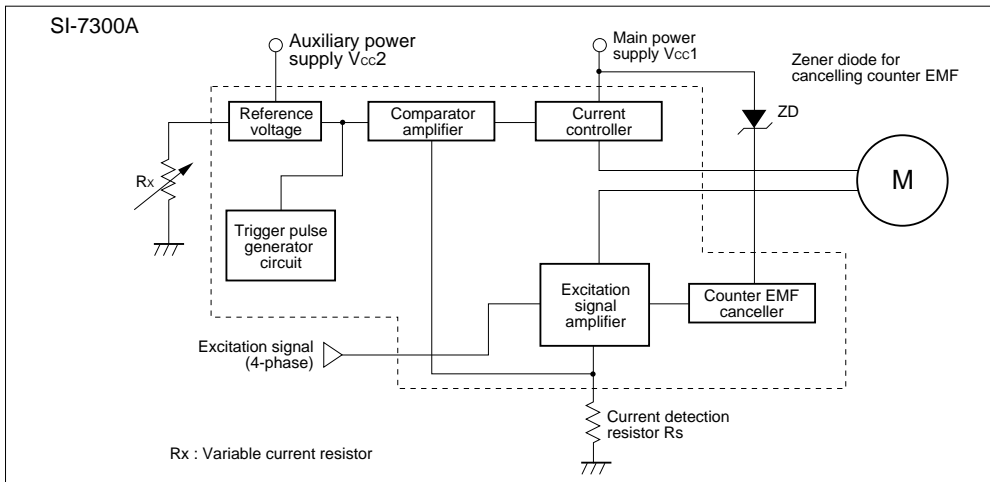 SI-7300A
Auxiliary power
supply Vcc2
Main power
supply Vcc1
Zener diode for
cancelling counter EMF
ZD
Reference
voltage
Comparator
amplifier
Current
controller
Rx
M
Trigger pulse
generator
circuit
Excitation
signal
amplifier
Counter EMF
canceller
Excitation signal
(4-phase)
Current detection
resistor Rs
Rx : Variable current resistor